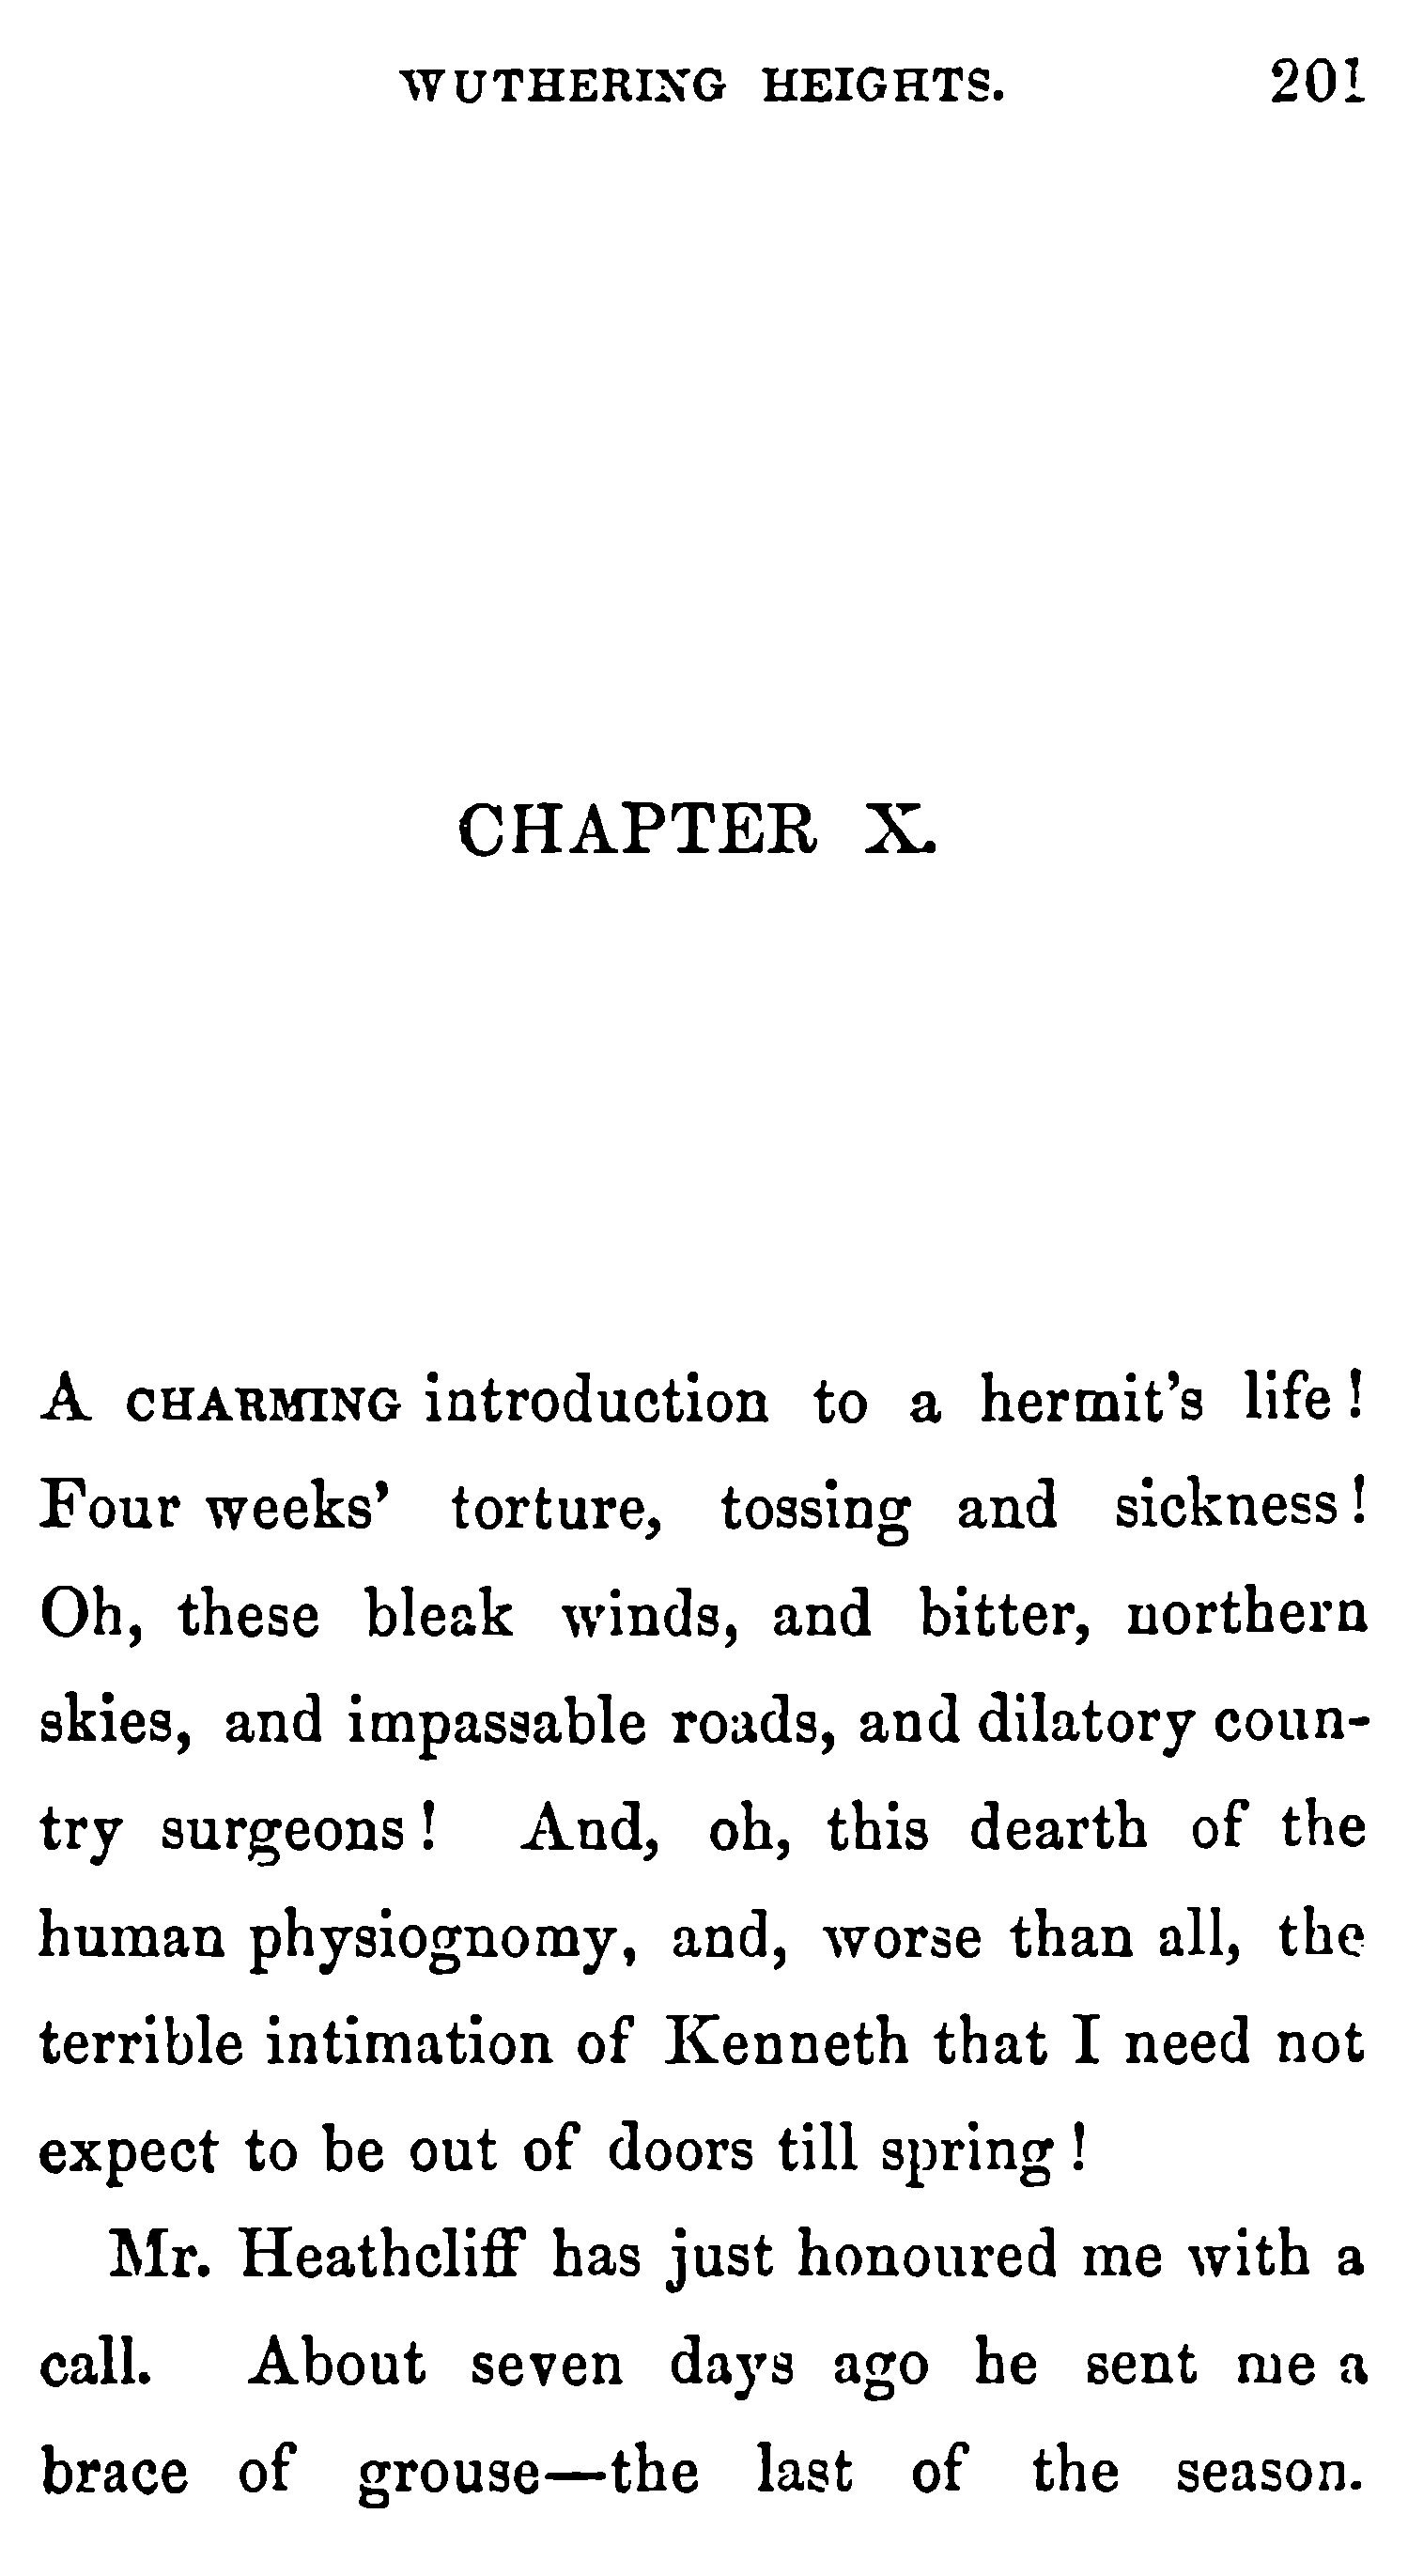 WUTHERING HEIGHTS. 201
CHAPTER X.
A CHARMING introduction to a hermit's life!
Four weeks' torture, tossing and sickness!
Oh, these bleak winds, and bitter, northern
skies, and impassable roads, and dilatory coun-
try surgeons! And, oh, this dearth of the
human physiognomy, and, worse than all, the
terrible intimation of Kenneth that I need not
expect to be out of doors till spring!
Mr. Heathcliff has just honoured me with a
call. About seven days ago he sent me a
brace of grouse—the last of the season.